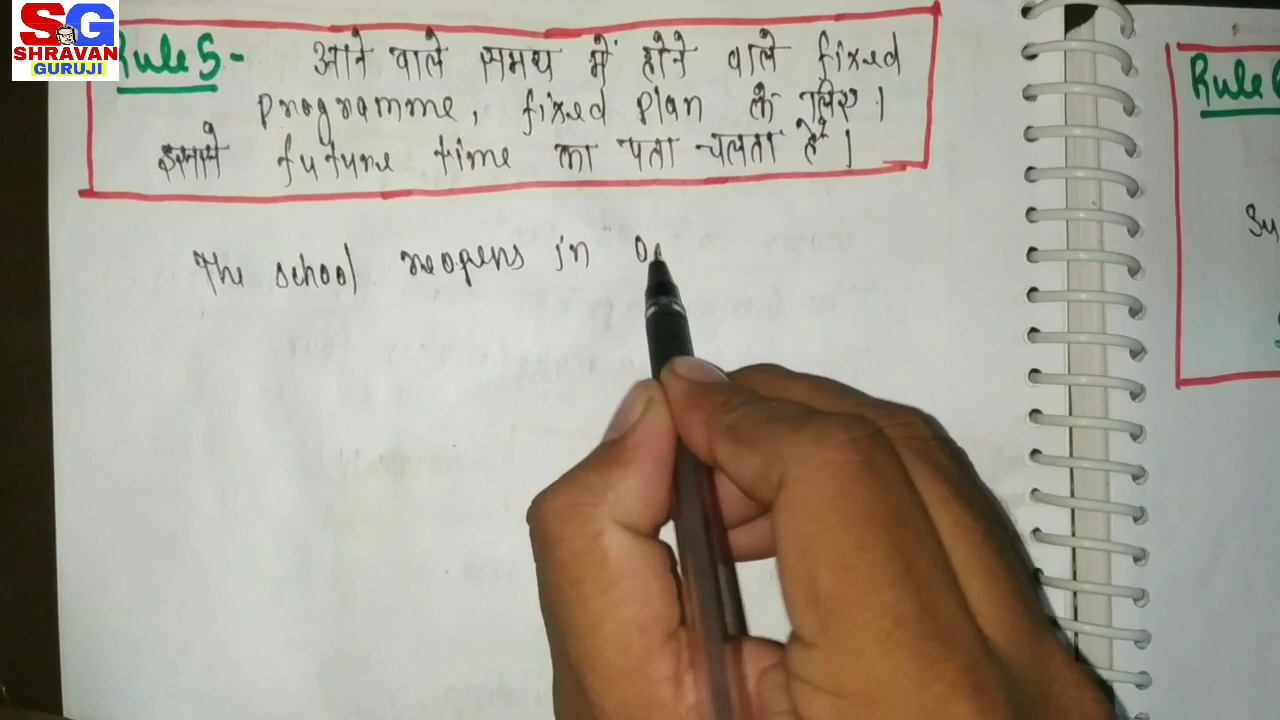 SG
SHRAVAN
GURUJI
Rule 5- आने वाले समय में होने वाले fixed
programme, fixed plan के लिए।
इससे future time का पता चलता है।
The school reopens in
Rule
Su